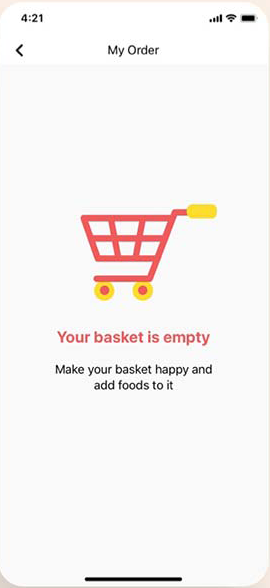 4:21
My Order
Your basket is empty
Make your basket happy and
add foods to it